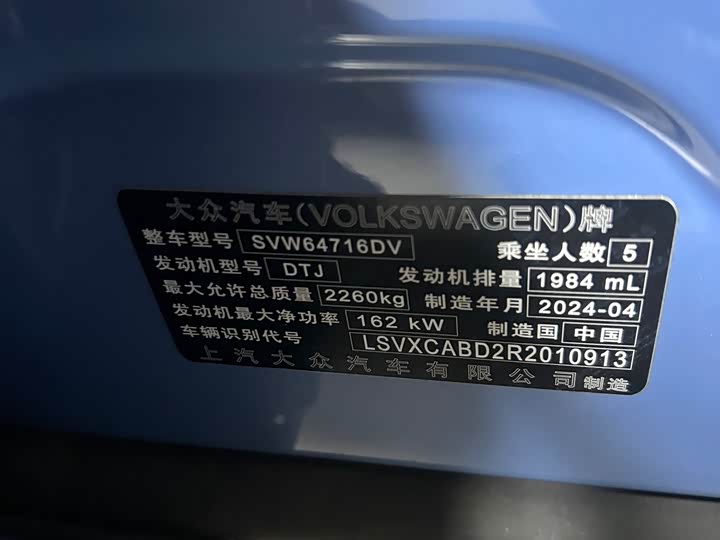 大众汽车(VOLKSWAGEN)牌
整车型号 SVW64716DV 乘坐人数 5
发动机型号 DTJ 发动机排量 1984 mL
最大允许总质量 2260kg 制造年月 2024-04
发动机最大净功率 162 kW 制造国 中国
车辆识别代号 LSVXCABD2R2010913
上汽大众汽车有限公司制造